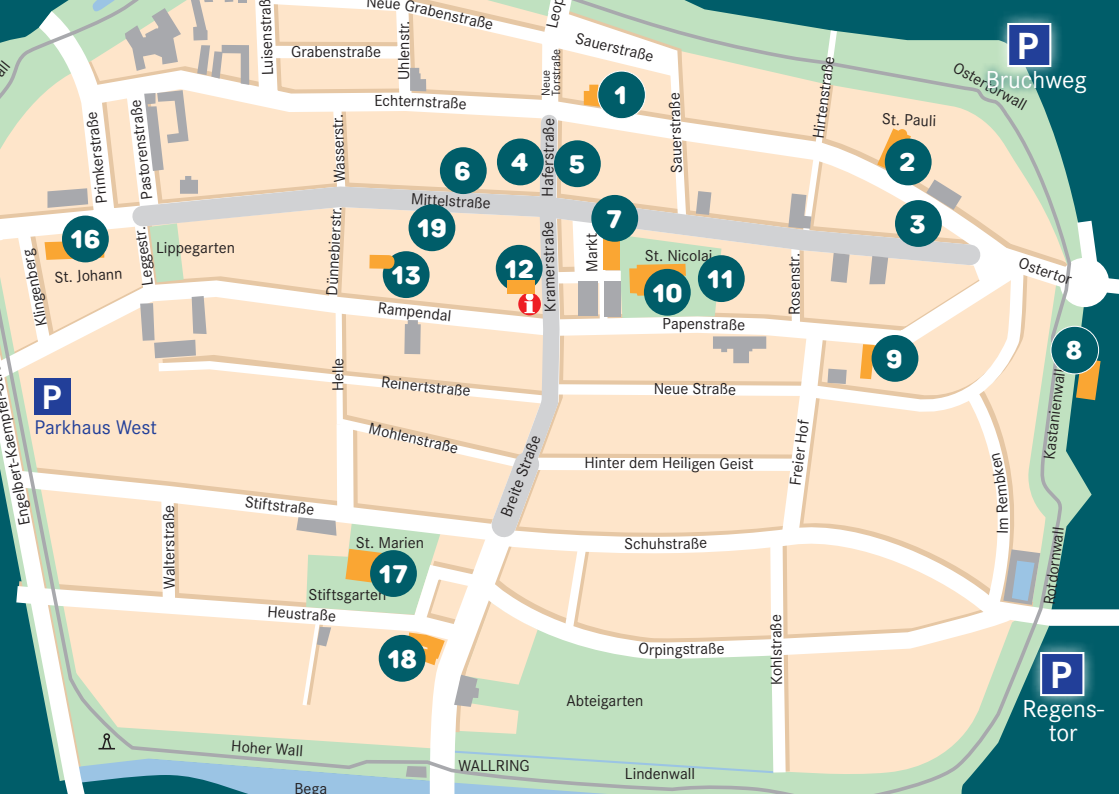 Neue Grabenstraße
Leop
Luisenstraß
Uhlenstr.
Grabenstraße
Sauerstraße
Neue
Torstraße
P
Bruchweg
Ostertorwall
all
Echternstraße
1
Hirtenstraße
St. Pauli
2
Primkerstraße
Pastorenstraße
Wasserstr.
Haferstraße
Sauerstraße
6
4
5
Mittelstraße
7
3
16
St. Johann
Leggestr.
Lippegarten
Dünnebierstr.
19
Kramerstraße
Markt
St. Nicolai
Rosenstr.
Ostertor
Klingenberg
13
12
i
10
11
Rampendal
Papenstraße
9
8
Helle
Reinertstraße
Neue Straße
Kastanienwall
P
Parkhaus West
Engelbert-Kaempfer-Str
Mohlenstraße
Breite Straße
Hinter dem Heiligen Geist
Freier Hof
Im Rembken
Stiftstraße
Walterstraße
St. Marien
17
Stiftsgarten
Schuhstraße
Rotdornwall
Heustraße
18
Orpingstraße
Kohlstraße
P
Regens-
tor
Abteigarten
Hoher Wall
WALLRING
Lindenwall
Bega